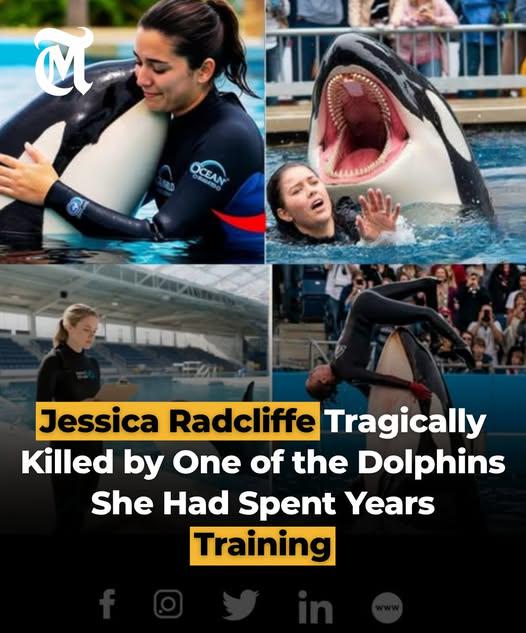 M
OCEAN
Jessica Radcliffe Tragically
Killed by One of the Dolphins
She Had Spent Years
Training
f
in
www